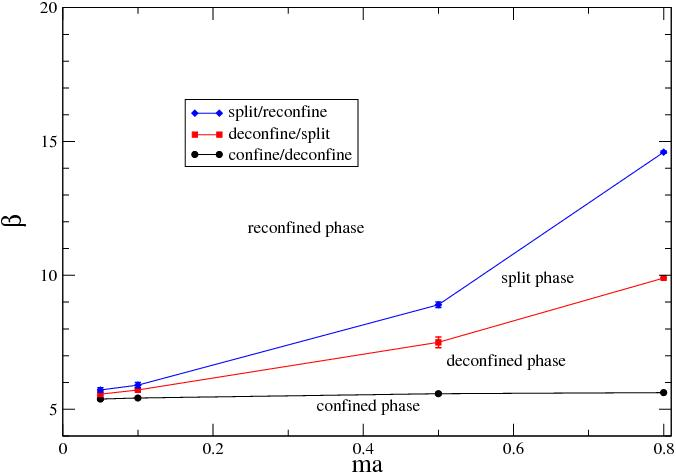 20
15
10
5
β
split/reconfine
deconfine/split
confine/deconfine
reconfined phase
split phase
deconfined phase
confined phase
0
0.2
0.4
0.6
0.8
ma